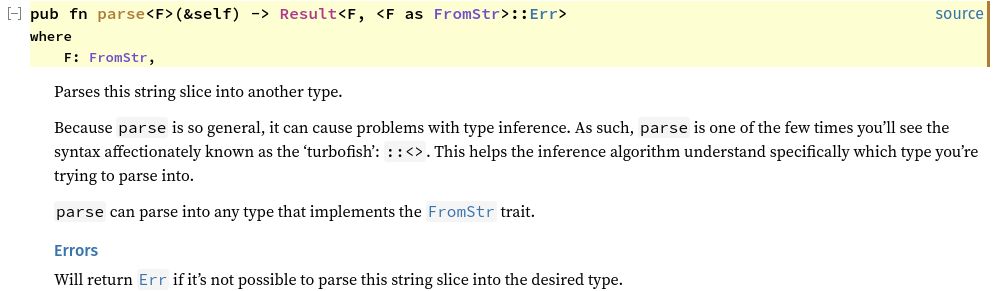 [−] pub fn parse<F>(&self) -> Result<F, <F as FromStr>::Err> source
where
    F: FromStr,
Parses this string slice into another type.
Because parse is so general, it can cause problems with type inference. As such, parse is one of the few times you’ll see the
syntax affectionately known as the ‘turbofish’: ::<>. This helps the inference algorithm understand specifically which type you’re
trying to parse into.
parse can parse into any type that implements the FromStr trait.
Errors
Will return Err if it’s not possible to parse this string slice into the desired type.